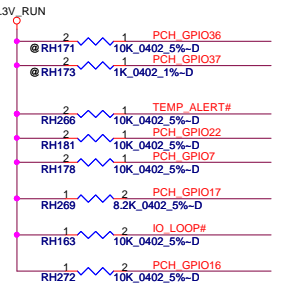 .3V_RUN
2 1 PCH_GPIO36
@RH171 10K_0402_5%~D
2 1 PCH_GPIO37
@RH173 1K_0402_1%~D
2 1 TEMP_ALERT#
RH266 10K_0402_5%~D
2 1 PCH_GPIO22
RH181 10K_0402_5%~D
2 1 PCH_GPIO7
RH178 10K_0402_5%~D
1 2 PCH_GPIO17
RH269 8.2K_0402_5%~D
1 2 IO_LOOP#
RH163 10K_0402_5%~D
1 2 PCH_GPIO16
RH272 10K_0402_5%~D